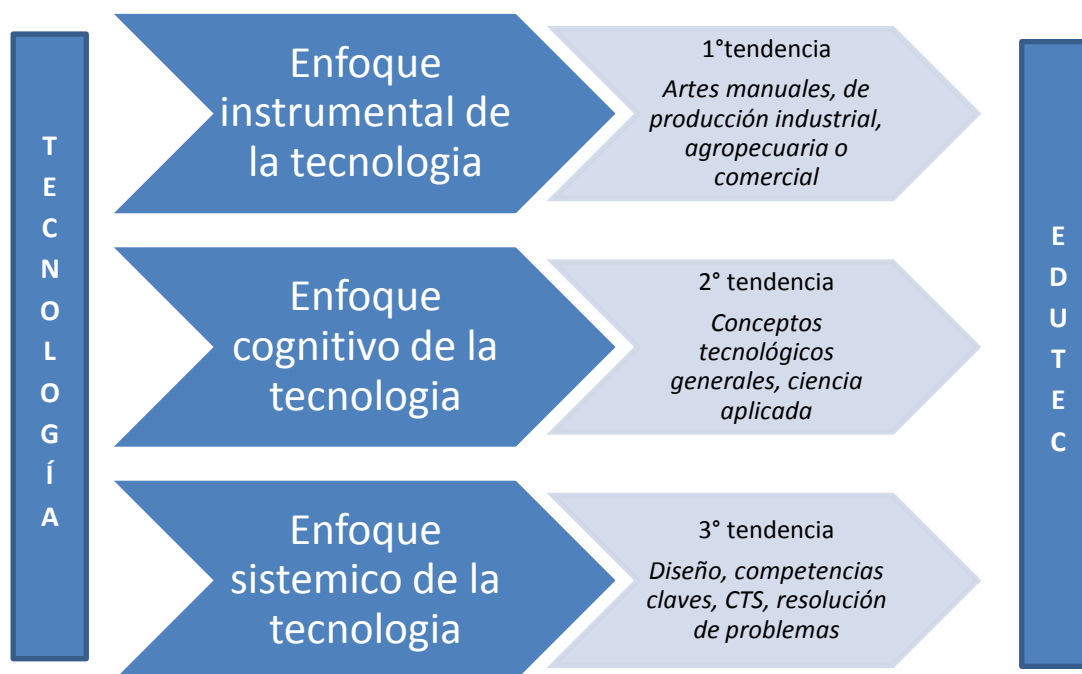 TECNOLOGÍA
Enfoque
instrumental de
la tecnologia
1°tendencia
Artes manuales, de
producción industrial,
agropecuaria o
comercial
Enfoque
cognitivo de la
tecnologia
2° tendencia
Conceptos
tecnológicos
generales, ciencia
aplicada
Enfoque
sistemico de la
tecnologia
3° tendencia
Diseño, competencias
claves, CTS, resolución
de problemas
EDUTEC